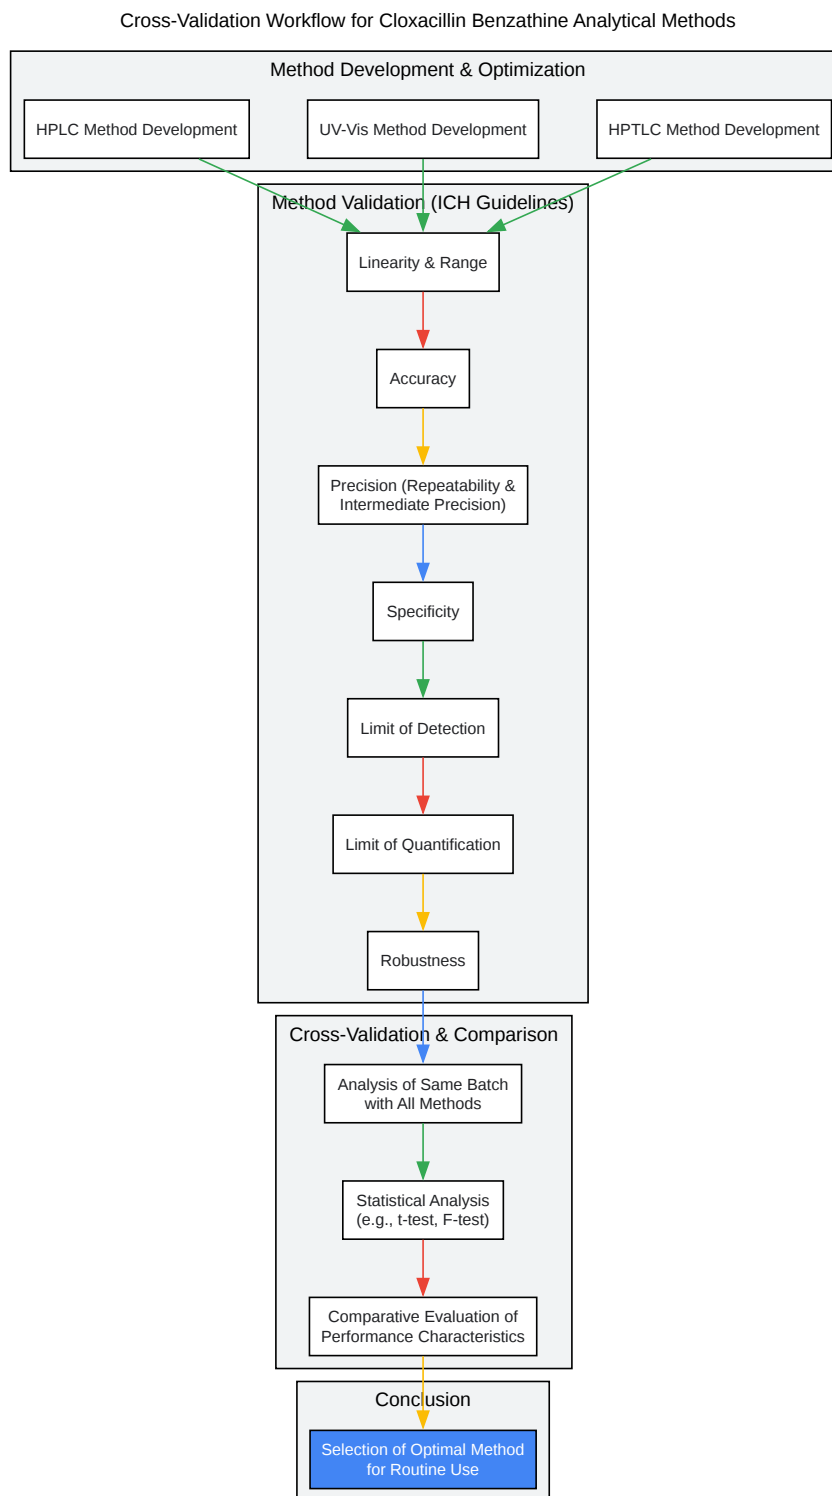 Cross-Validation Workflow for Cloxacillin Benzathine Analytical Methods
Method Development & Optimization
HPLC Method Development
UV-Vis Method Development
HPTLC Method Development
Method Validation (ICH Guidelines)
Linearity & Range
Accuracy
Precision (Repeatability &
Intermediate Precision)
Specificity
Limit of Detection
Limit of Quantification
Robustness
Cross-Validation & Comparison
Analysis of Same Batch
with All Methods
Statistical Analysis
(e.g., t-test, F-test)
Comparative Evaluation of
Performance Characteristics
Conclusion
Selection of Optimal Method
for Routine Use